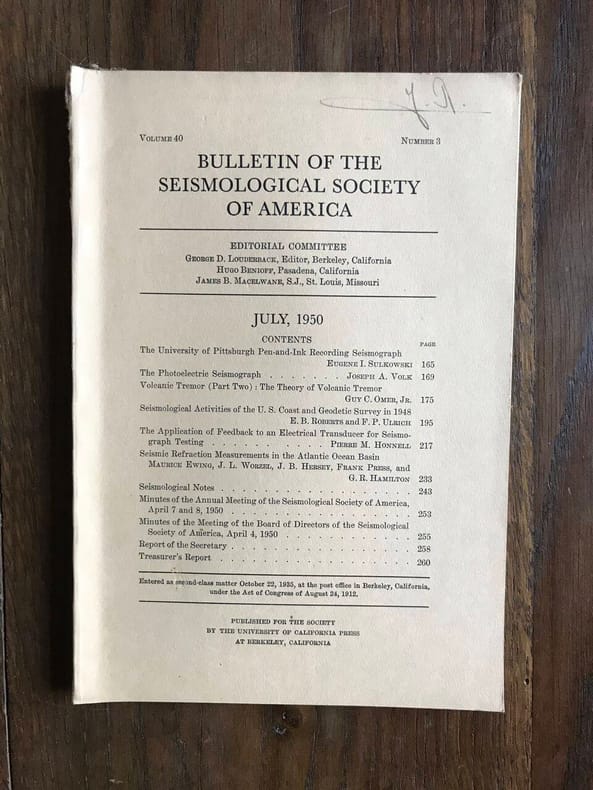 J. R.
VOLUME 40 NUMBER 3
BULLETIN OF THE
SEISMOLOGICAL SOCIETY
OF AMERICA
EDITORIAL COMMITTEE
GEORGE D. LOUDERBACK, Editor, Berkeley, California
HUGO BENIOFF, Pasadena, California
JAMES B. MACELWANE, S.J., St. Louis, Missouri
JULY, 1950
CONTENTS PAGE
The University of Pittsburgh Pen-and-Ink Recording Seismograph
EUGENE I. SULKOWSKI 165
The Photoelectric Seismograph . . . . . . . JOSEPH A. VOLK 169
Volcanic Tremor (Part Two) : The Theory of Volcanic Tremor
GUY C. OMER, JR. 175
Seismological Activities of the U. S. Coast and Geodetic Survey in 1948
E. B. ROBERTS and F. P. ULRICH 195
The Application of Feedback to an Electrical Transducer for Seismo-
graph Testing . . . . . . . . . . PIERRE M. HONNELL 217
Seismic Refraction Measurements in the Atlantic Ocean Basin
MAURICE EWING, J. L. WORZEL, J. B. HERSEY, FRANK PRESS, and
G. R. HAMILTON 233
Seismological Notes . . . . . . . . . . . . . . . . . 243
Minutes of the Annual Meeting of the Seismological Society of America,
April 7 and 8, 1950 . . . . . . . . . . . . . . . . 253
Minutes of the Meeting of the Board of Directors of the Seismological
Society of America, April 4, 1950 . . . . . . . . . . . . 255
Report of the Secretary . . . . . . . . . . . . . . . . 258
Treasurer's Report . . . . . . . . . . . . . . . . . 260
Entered as second-class matter October 22, 1935, at the post office in Berkeley, California,
under the Act of Congress of August 24, 1912.
PUBLISHED FOR THE SOCIETY
BY THE UNIVERSITY OF CALIFORNIA PRESS
AT BERKELEY, CALIFORNIA